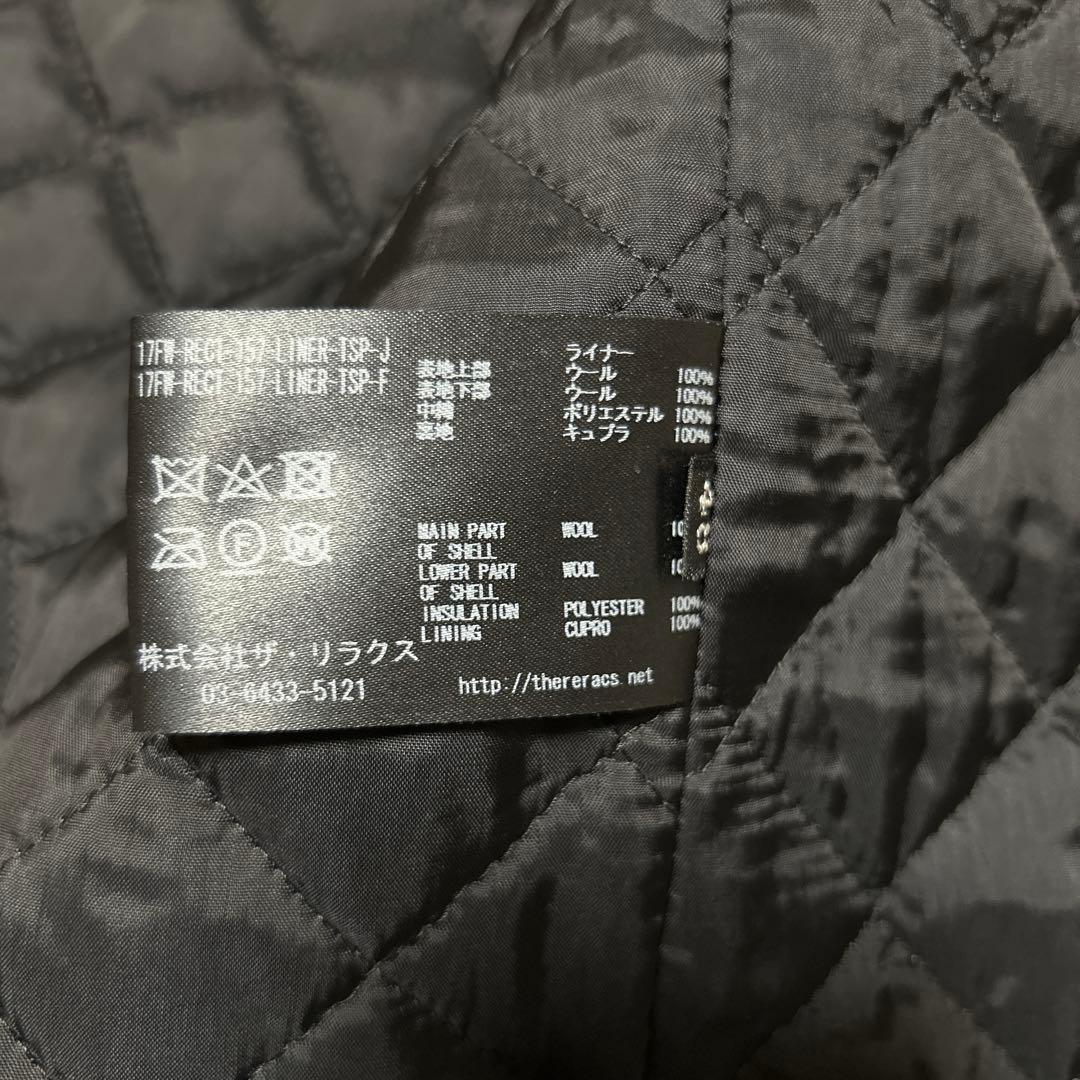 17FW-RECT-157-LINER-TSP-J
17FW-RECT-157-LINER-TSP-F
ライナー
表地上部 ウール 100%
表地下部 ウール 100%
中綿 ポリエステル 100%
裏地 キュプラ 100%
F
W
MAIN PART WOOL 10
OF SHELL
LOWER PART WOOL 10
OF SHELL
INSULATION POLYESTER 100%
LINING CUPRO 100%
株式会社ザ・リラクス
03-6433-5121 http://thereracs.net